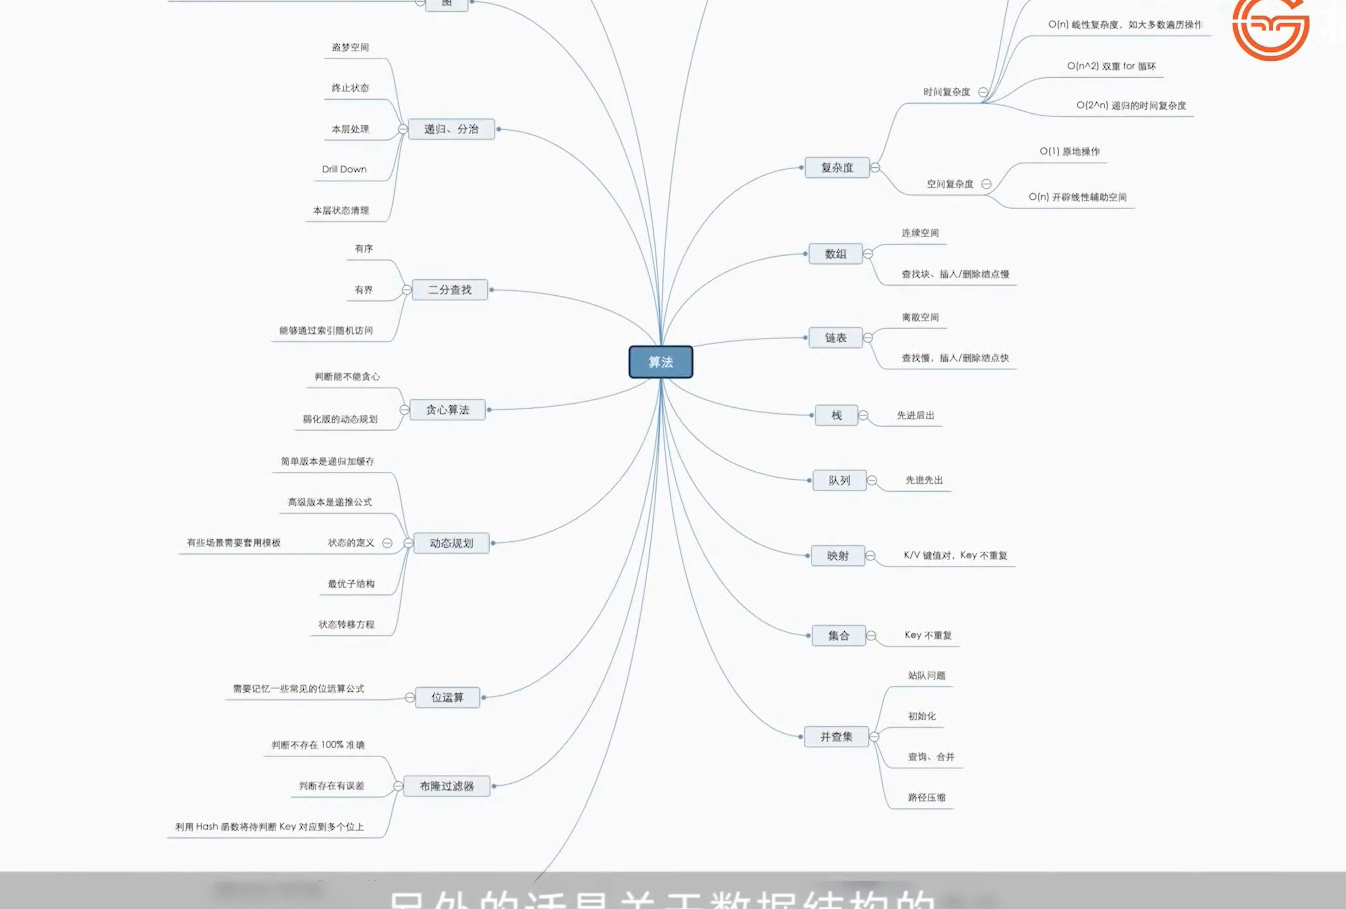 图
盗梦空间
终止状态
本层处理
Drill Down
本层状态清理
递归、分治
有序
有界
能够通过索引随机访问
二分查找
判断能不能贪心
弱化版的动态规划
贪心算法
简单版本是递归加缓存
高级版本是递推公式
有些场景需要套用模板
状态的定义
最优子结构
状态转移方程
动态规划
需要记忆一些常见的位运算公式
位运算
判断不存在 100% 准确
判断存在有误差
利用 Hash 函数将待判断 Key 对应到多个位上
布隆过滤器
算法
O(n) 线性复杂度，如大多数遍历操作
O(n^2) 双重 for 循环
O(2^n) 递归的时间复杂度
时间复杂度
复杂度
O(1) 原地操作
空间复杂度
O(n) 开辟线性辅助空间
连续空间
数组
查找块、插入/删除结点慢
离散空间
链表
查找慢，插入/删除结点快
栈
先进后出
队列
先进先出
映射
K/V 键值对，Key 不重复
集合
Key 不重复
站队问题
初始化
并查集
查询、合并
路径压缩
另外的话是关于数据结构的